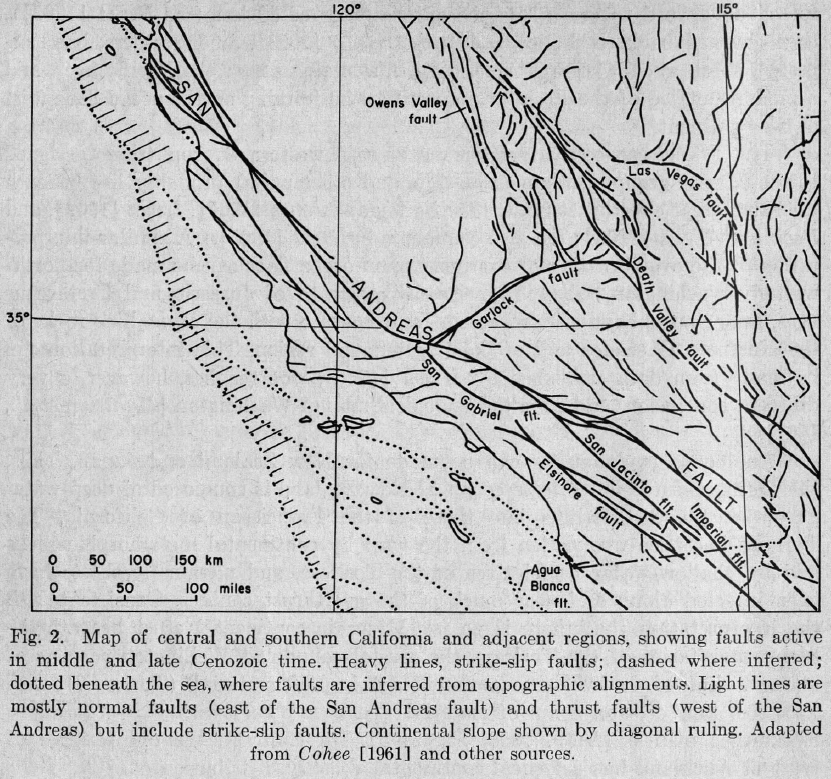 120°
115°
SAN
Owens Valley
fault
Las Vegas fault
ANDREAS
Garlock fault
Death Valley fault
35°
San Gabriel flt.
San Jacinto flt.
FAULT
Elsinore fault
Imperial flt.
0 50 100 150 km
0 50 100 miles
Agua
Blanca
flt.
Fig. 2. Map of central and southern California and adjacent regions, showing faults active
in middle and late Cenozoic time. Heavy lines, strike-slip faults; dashed where inferred;
dotted beneath the sea, where faults are inferred from topographic alignments. Light lines are
mostly normal faults (east of the San Andreas fault) and thrust faults (west of the San
Andreas) but include strike-slip faults. Continental slope shown by diagonal ruling. Adapted
from Cohee [1961] and other sources.